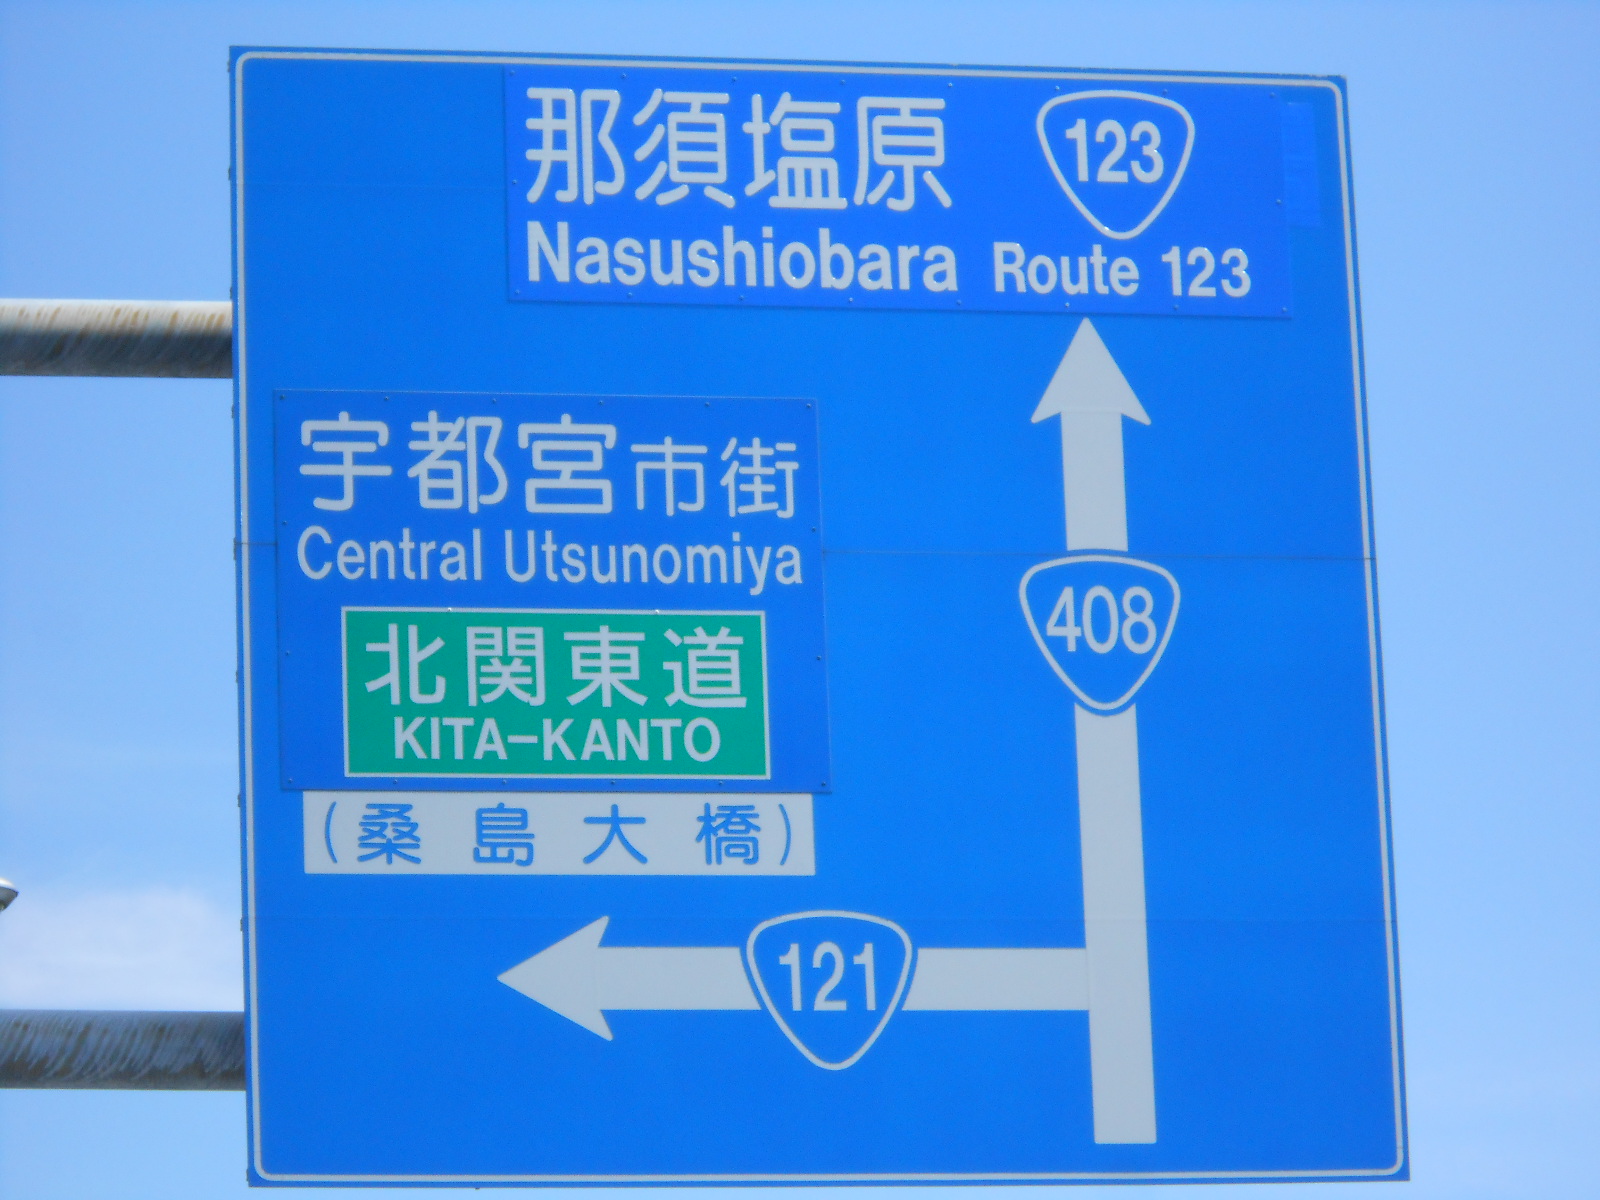 那須塩原 123
Nasushiobara Route 123
宇都宮市街
Central Utsunomiya
408
北関東道
KITA-KANTO
(桑島大橋)
121